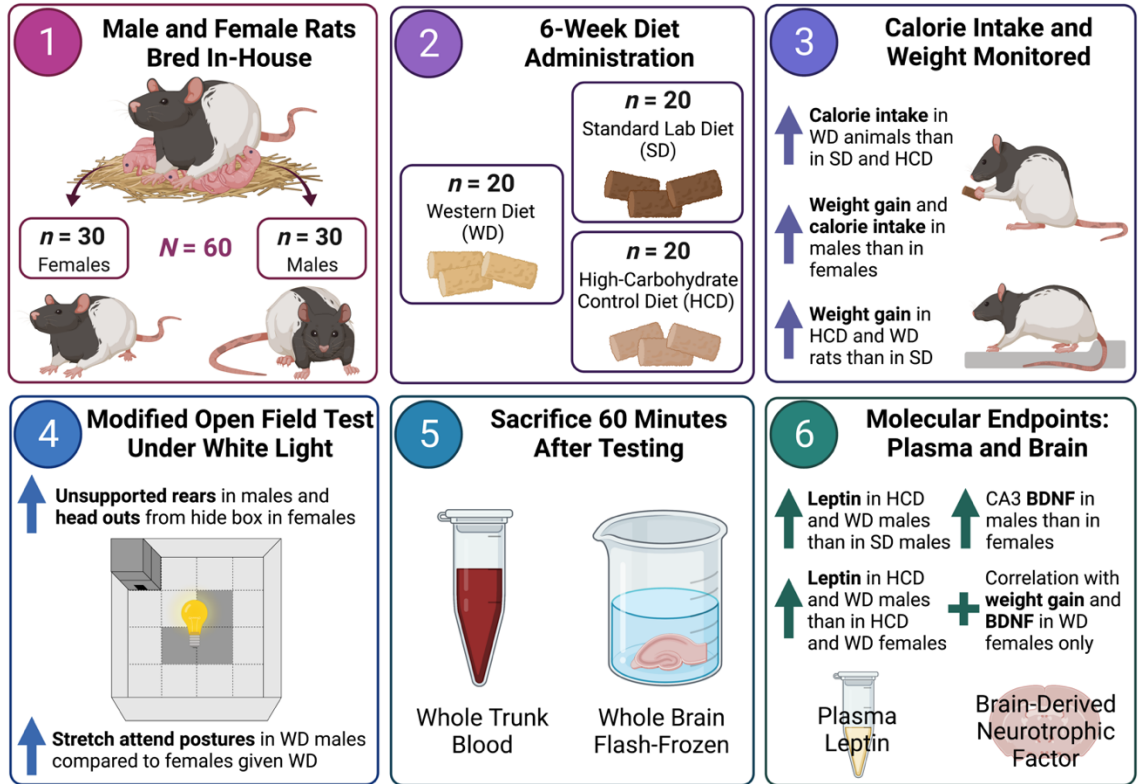 1
Male and Female Rats
Bred In-House
n = 30
Females
N = 60
n = 30
Males
2
6-Week Diet
Administration
n = 20
Western Diet
(WD)
n = 20
Standard Lab Diet
(SD)
n = 20
High-Carbohydrate
Control Diet (HCD)
3
Calorie Intake and
Weight Monitored
Calorie intake in
WD animals than
in SD and HCD
Weight gain and
calorie intake in
males than in
females
Weight gain in
HCD and WD
rats than in SD
4
Modified Open Field Test
Under White Light
Unsupported rears in males and
head outs from hide box in females
Stretch attend postures in WD males
compared to females given WD
5
Sacrifice 60 Minutes
After Testing
Whole Trunk
Blood
Whole Brain
Flash-Frozen
6
Molecular Endpoints:
Plasma and Brain
Leptin in HCD
and WD males
than in SD males
CA3 BDNF in
males than in
females
Leptin in HCD
and WD males
than in HCD
and WD females
Correlation with
weight gain and
BDNF in WD
females only
Plasma
Leptin
Brain-Derived
Neurotrophic
Factor